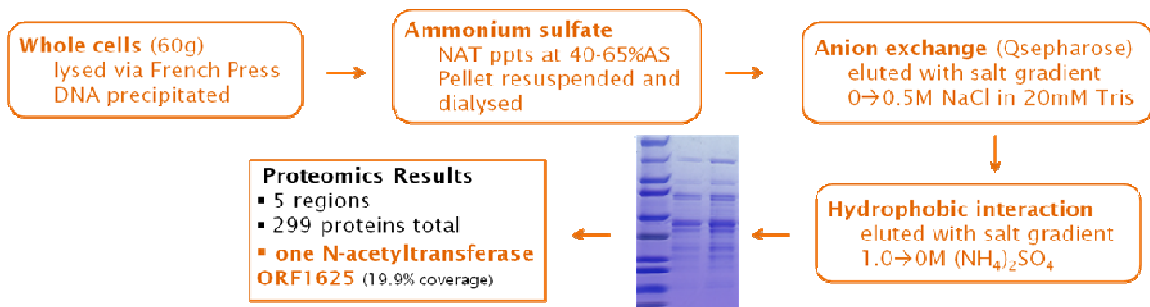 Whole cells (60g)
lysed via French Press
DNA precipitated
Ammonium sulfate
NAT ppts at 40-65%AS
Pellet resuspended and
dialysed
Anion exchange (Qsepharose)
eluted with salt gradient
0→0.5M NaCl in 20mM Tris
Hydrophobic interaction
eluted with salt gradient
1.0→0M (NH₄)₂SO₄
Proteomics Results
▪ 5 regions
▪ 299 proteins total
▪ one N-acetyltransferase
ORF1625 (19.9% coverage)